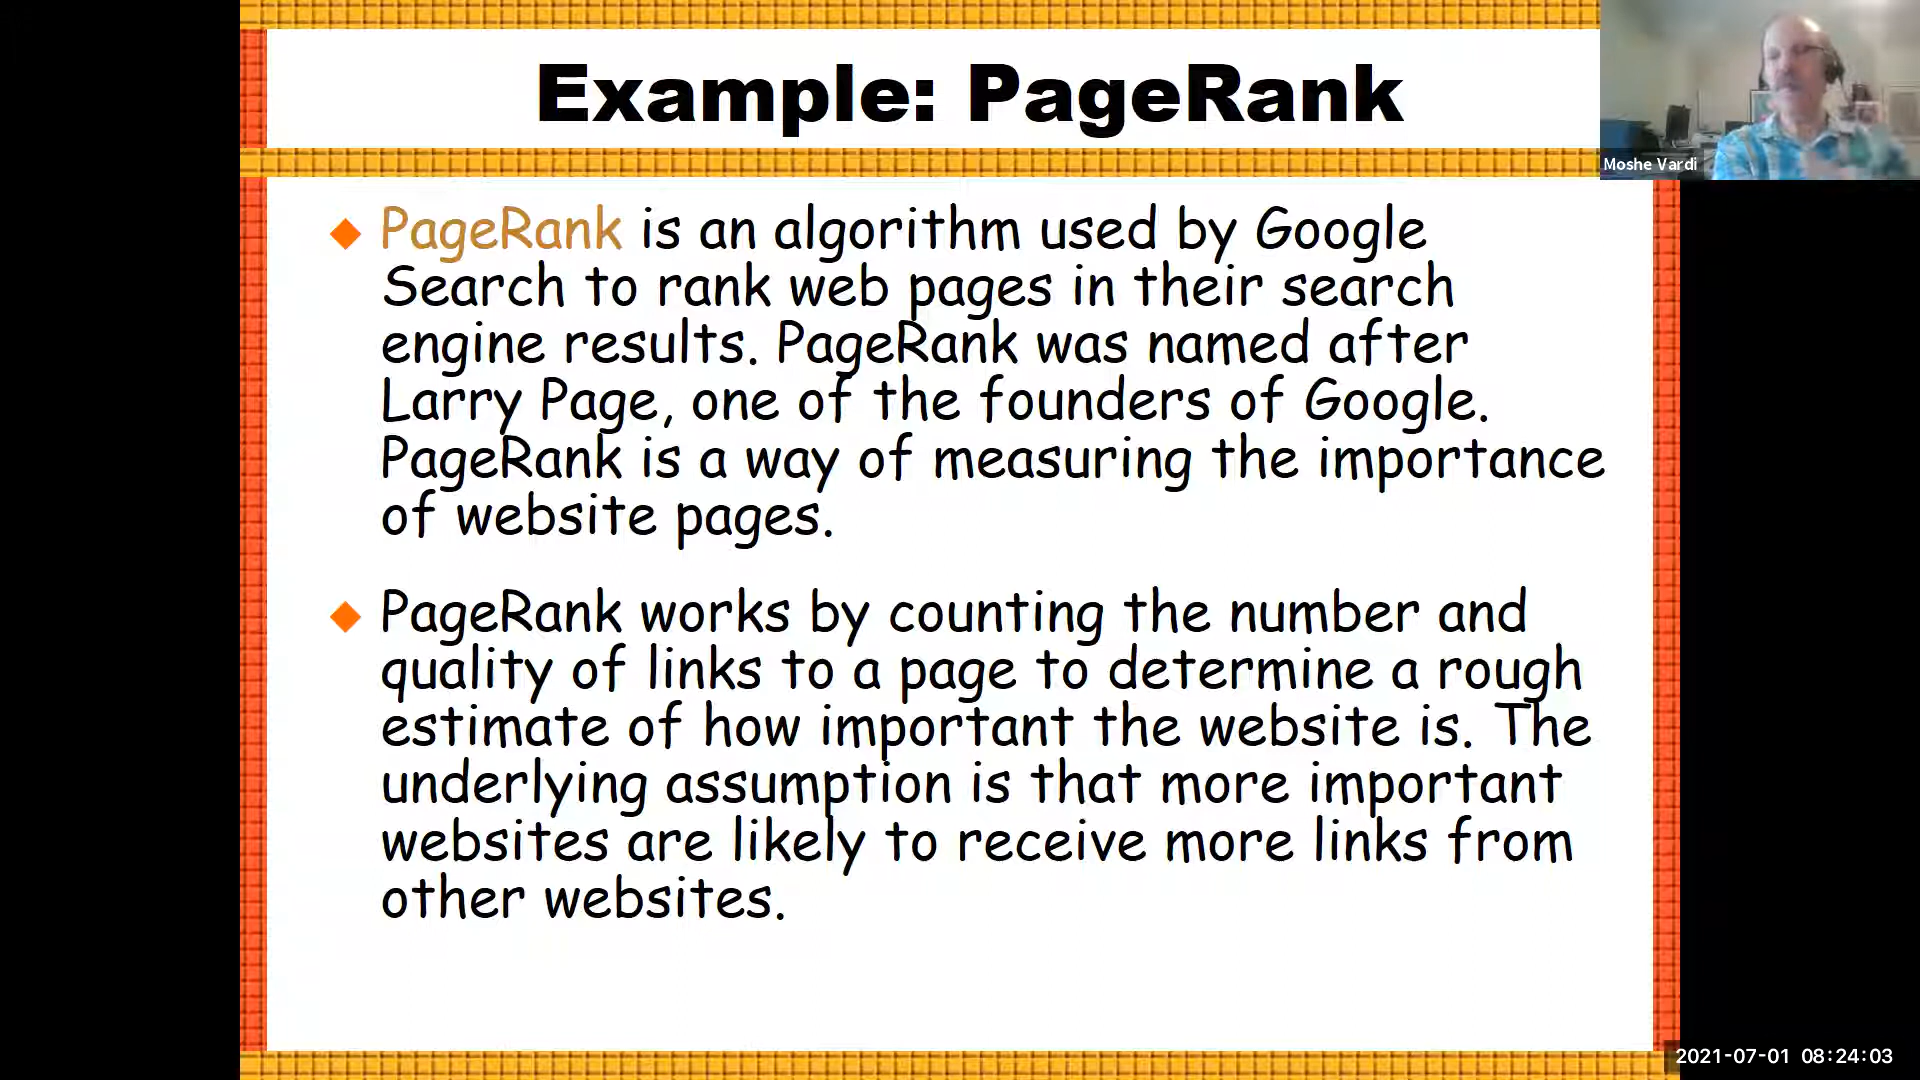 Example: PageRank
Moshe Vardi
PageRank is an algorithm used by Google
Search to rank web pages in their search
engine results. PageRank was named after
Larry Page, one of the founders of Google.
PageRank is a way of measuring the importance
of website pages.
PageRank works by counting the number and
quality of links to a page to determine a rough
estimate of how important the website is. The
underlying assumption is that more important
websites are likely to receive more links from
other websites.
2021-07-01 08:24:03